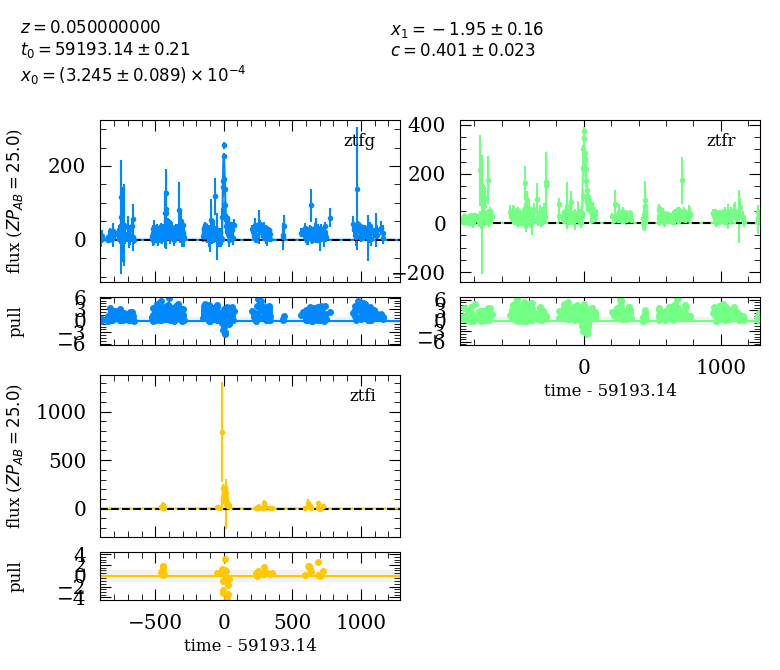 z = 0.050000000
t₀ = 59193.14 ± 0.21
x₀ = (3.245 ± 0.089) × 10⁻⁴
x₁ = −1.95 ± 0.16
c = 0.401 ± 0.023
ztfg
flux (ZP_AB = 25.0)
200
0
pull
6
3
0
−3
−6
ztfr
400
200
0
−200
6
3
0
−3
−6
0
1000
time - 59193.14
ztfi
flux (ZP_AB = 25.0)
1000
500
0
pull
4
2
0
−2
−4
−500
0
500
1000
time - 59193.14